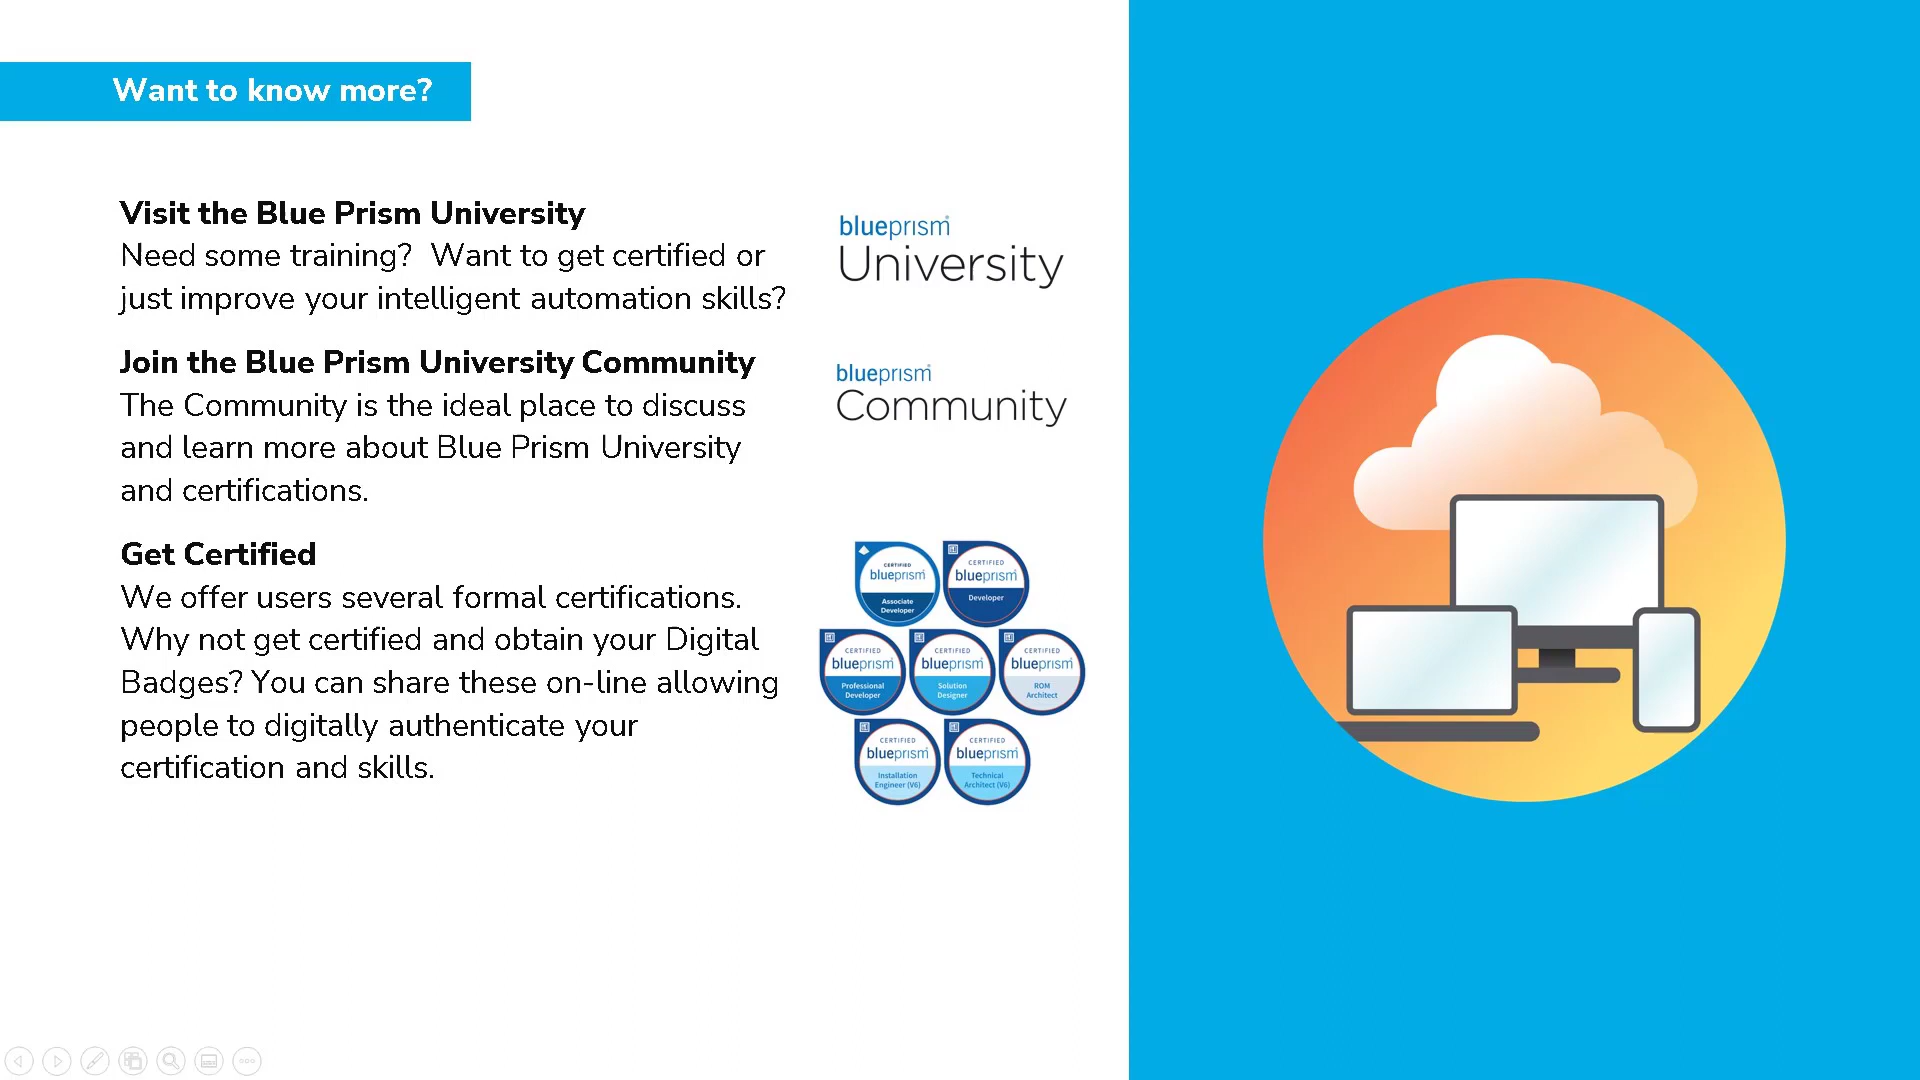 Want to know more?
Visit the Blue Prism University
Need some training?  Want to get certified or
just improve your intelligent automation skills?
Join the Blue Prism University Community
The Community is the ideal place to discuss
and learn more about Blue Prism University
and certifications.
Get Certified
We offer users several formal certifications.
Why not get certified and obtain your Digital
Badges? You can share these on-line allowing
people to digitally authenticate your
certification and skills.
blueprism®
University
blueprism®
Community
CERTIFIED
blueprism
Associate
Developer
CERTIFIED
blueprism
Developer
CERTIFIED
blueprism
Professional
Developer
CERTIFIED
blueprism
Solution
Designer
CERTIFIED
blueprism
ROM
Architect
CERTIFIED
blueprism
Installation
Engineer (V6)
CERTIFIED
blueprism
Technical
Architect (V6)